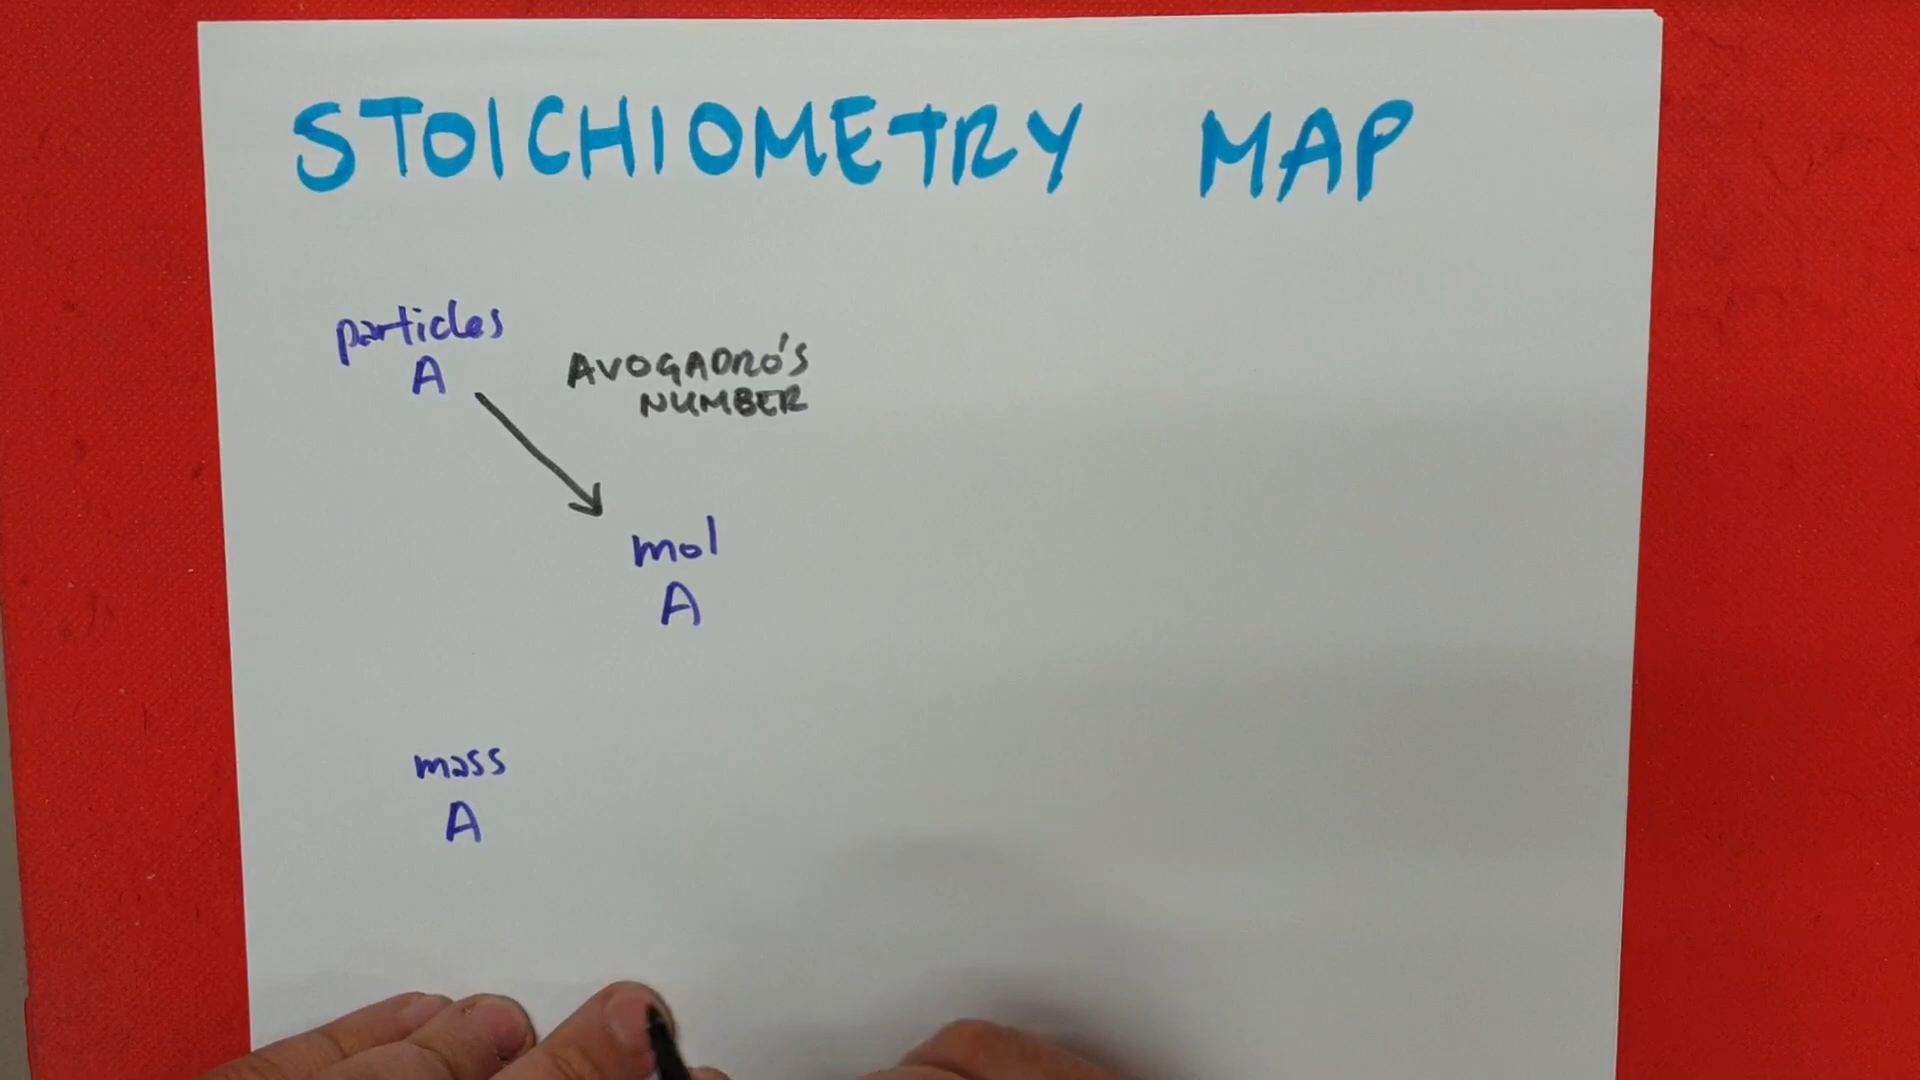 STOICHIOMETRY MAP
particles
A
AVOGADRO'S
NUMBER
mol
A
mass
A